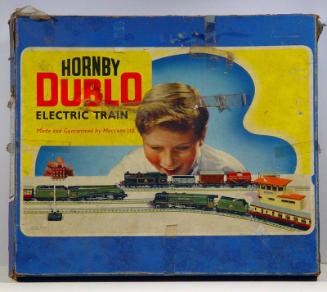 HORNBY
DUBLO
ELECTRIC TRAIN
Made and Guaranteed by Meccano Ltd.